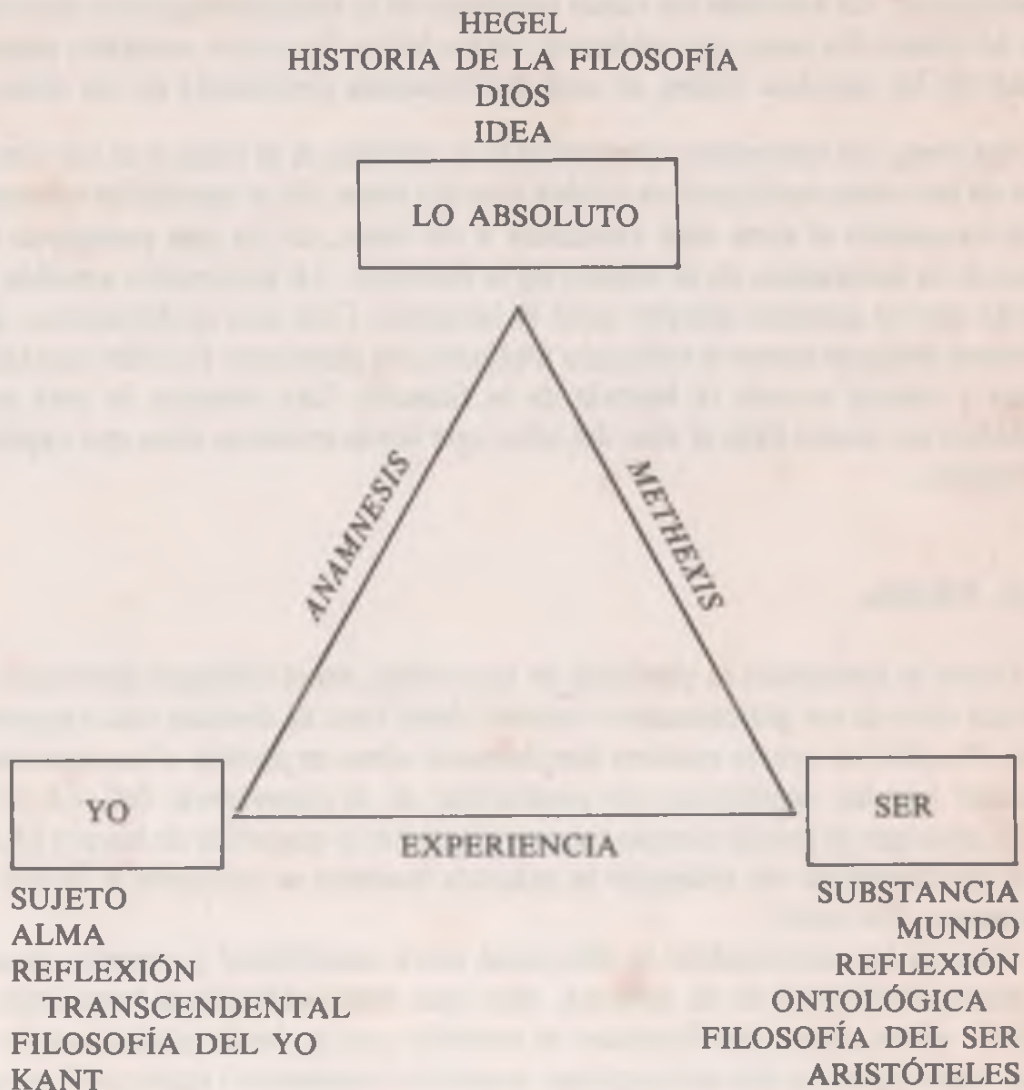 HEGEL
HISTORIA DE LA FILOSOFÍA
DIOS
IDEA
LO ABSOLUTO
ANAMNESIS
METHEXIS
YO
EXPERIENCIA
SER
SUJETO
ALMA
REFLEXIÓN
TRANSCENDENTAL
FILOSOFÍA DEL YO
KANT
SUBSTANCIA
MUNDO
REFLEXIÓN
ONTOLÓGICA
FILOSOFÍA DEL SER
ARISTÓTELES